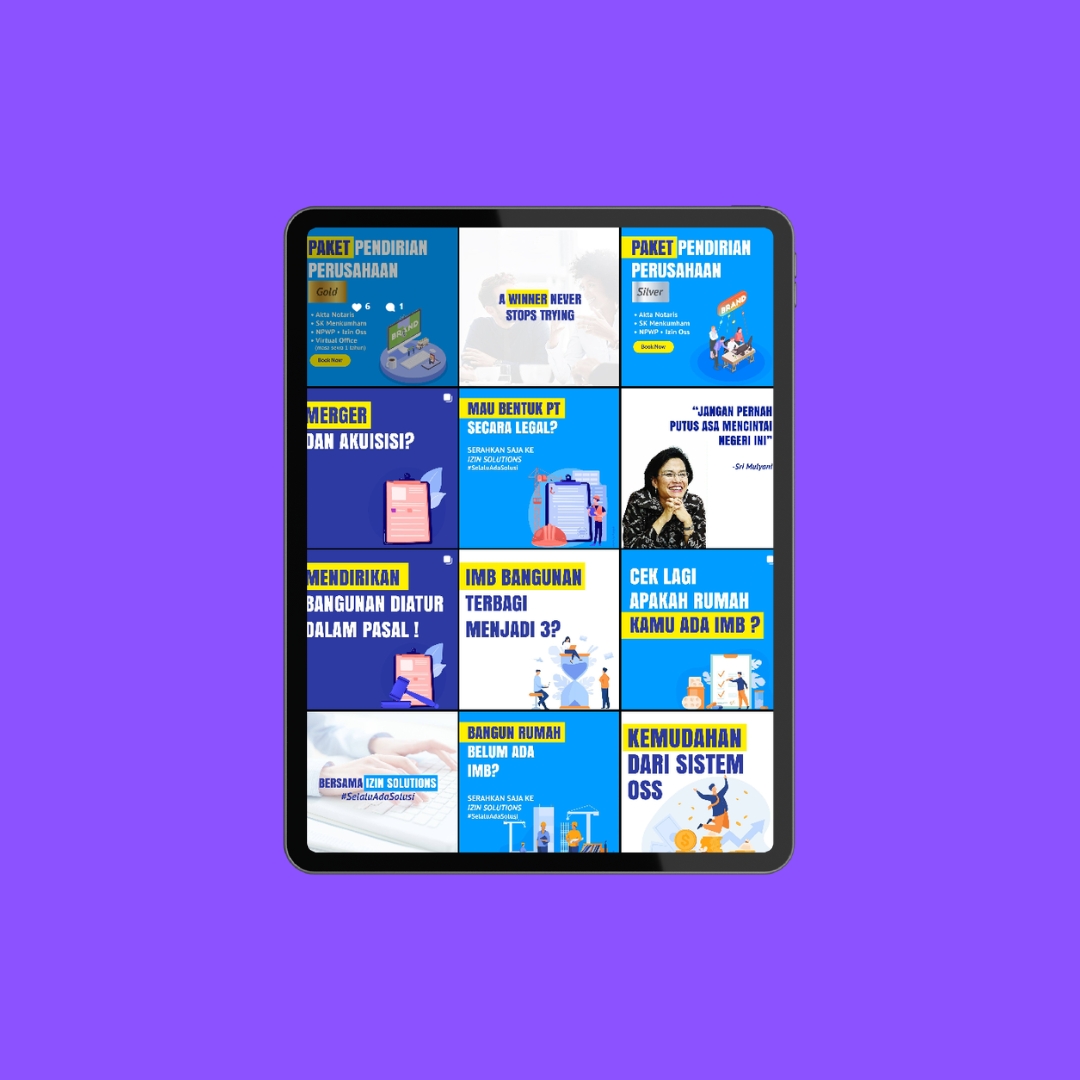 PAKET PENDIRIAN
PERUSAHAAN
Gold
6 1
• Akta Notaris
• SK Menkumham
• NPWP • Izin Oss
• Virtual Office
Book Now
BRAND
A WINNER NEVER
STOPS TRYING
PAKET PENDIRIAN
PERUSAHAAN
Silver
• Akta Notaris
• SK Menkumham
• NPWP • Izin Oss
Book Now
BRAND
MERGER
DAN AKUISISI?
MAU BENTUK PT
SECARA LEGAL?
SERAHKAN SAJA KE
IZIN SOLUTIONS
#SelaluAdaSolusi
“JANGAN PERNAH
PUTUS ASA MENCINTAI
NEGERI INI”
-Sri Mulyani
MENDIRIKAN
BANGUNAN DIATUR
DALAM PASAL !
IMB BANGUNAN
TERBAGI
MENJADI 3?
CEK LAGI
APAKAH RUMAH
KAMU ADA IMB ?
BERSAMA IZIN SOLUTIONS
#SelaluAdaSolusi
BANGUN RUMAH
BELUM ADA
IMB?
SERAHKAN SAJA KE
IZIN SOLUTIONS
#SelaluAdaSolusi
KEMUDAHAN
DARI SISTEM
OSS